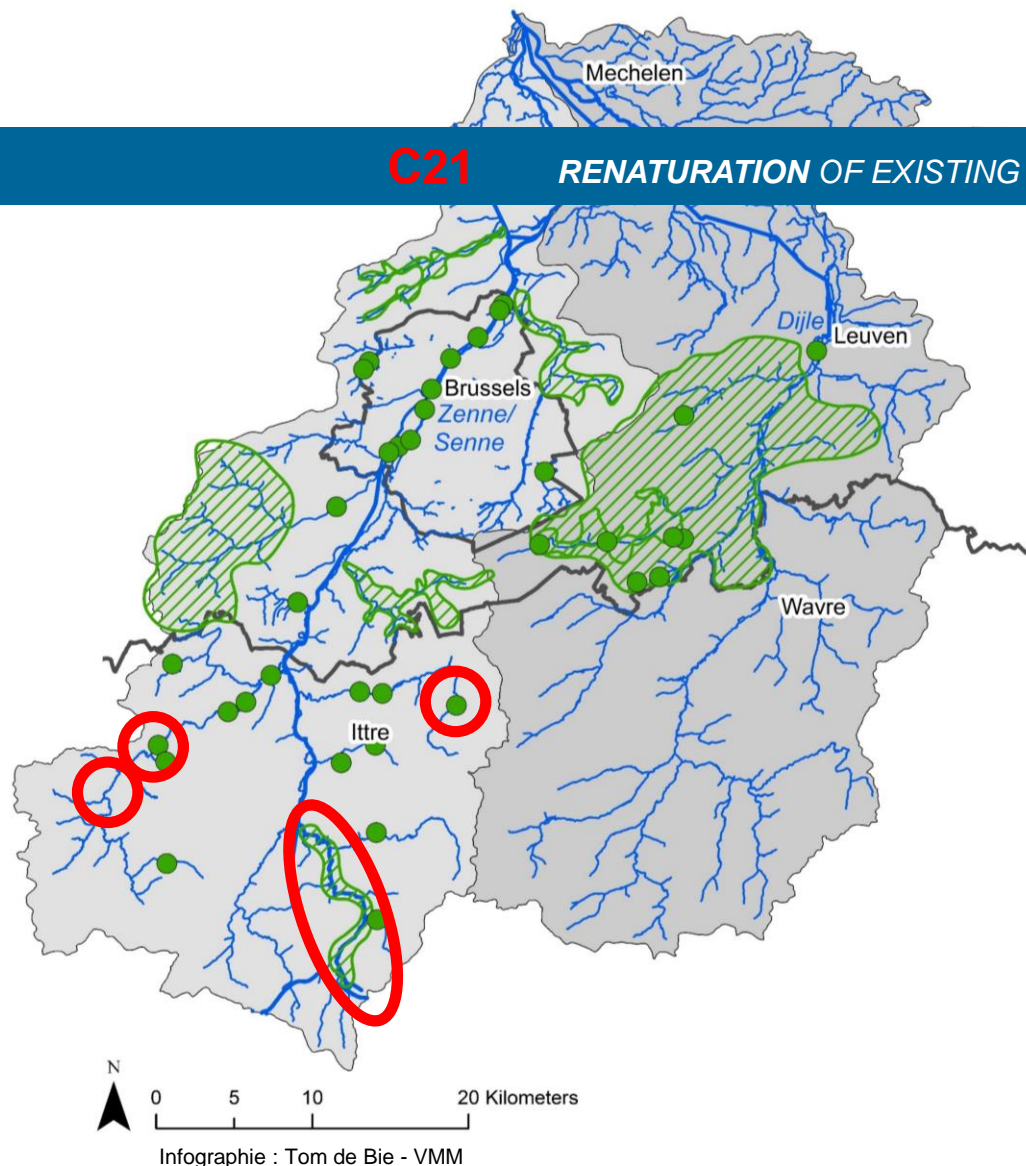 Mechelen
C21 RENATURATION OF EXISTING
Dijle
Leuven
Brussels
Zenne/
Senne
Wavre
Ittre
N
0 5 10 20 Kilometers
Infographie : Tom de Bie - VMM